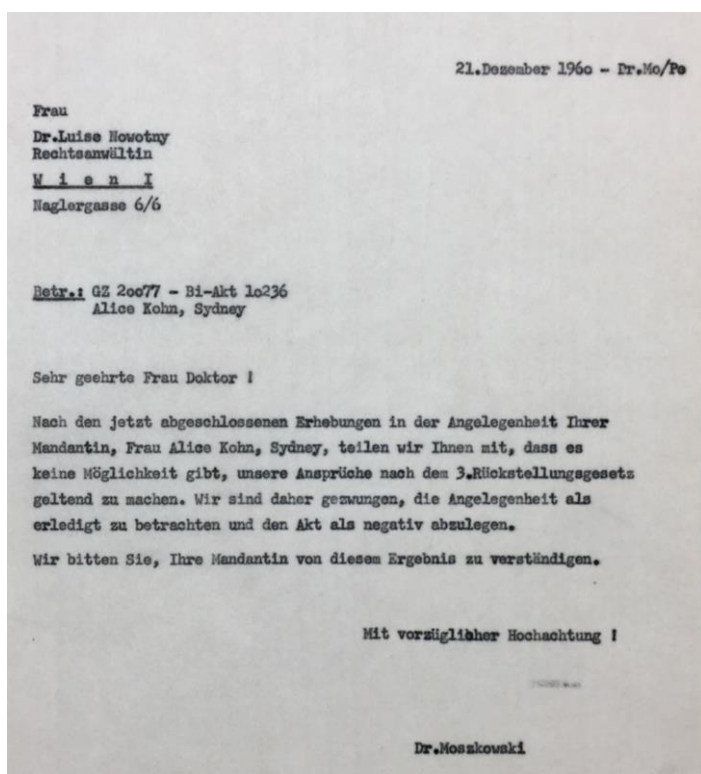 21.Dezember 196o - Dr.Mo/Pe
Frau
Dr.Luise Nowotny
Rechtsanwältin
W i e n I
Naglergasse 6/6
Betr.: GZ 2oo77 - Bi-Akt 1o236
Alice Kohn, Sydney
Sehr geehrte Frau Doktor !
Nach den jetzt abgeschlossenen Erhebungen in der Angelegenheit Ihrer
Mandantin, Frau Alice Kohn, Sydney, teilen wir Ihnen mit, dass es
keine Möglichkeit gibt, unsere Ansprüche nach dem 3.Rückstellungsgesetz
geltend zu machen. Wir sind daher gezwungen, die Angelegenheit als
erledigt zu betrachten und den Akt als negativ abzulegen.
Wir bitten Sie, Ihre Mandantin von diesem Ergebnis zu verständigen.
Mit vorzüglicher Hochachtung !
Dr.Moszkowski